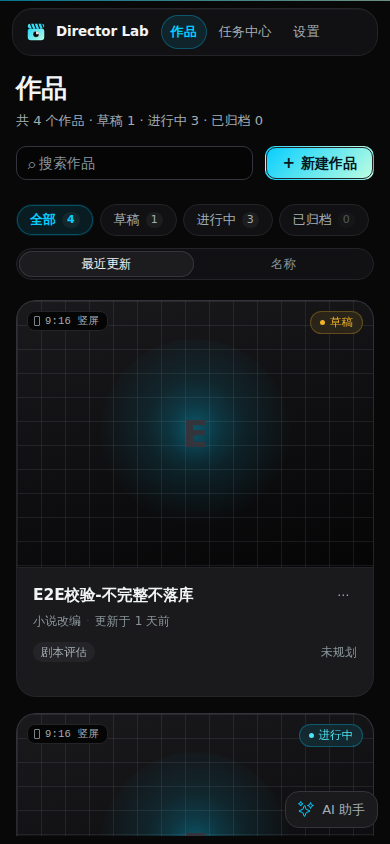 Director Lab 作品 任务中心 设置
作品
共 4 个作品 · 草稿 1 · 进行中 3 · 已归档 0
搜索作品
+ 新建作品
全部 4 草稿 1 进行中 3 已归档 0
最近更新 名称
9:16 竖屏 草稿
E
E2E校验-不完整不落库 ...
小说改编 · 更新于 1 天前
剧本评估 未规划
9:16 竖屏 进行中
AI 助手